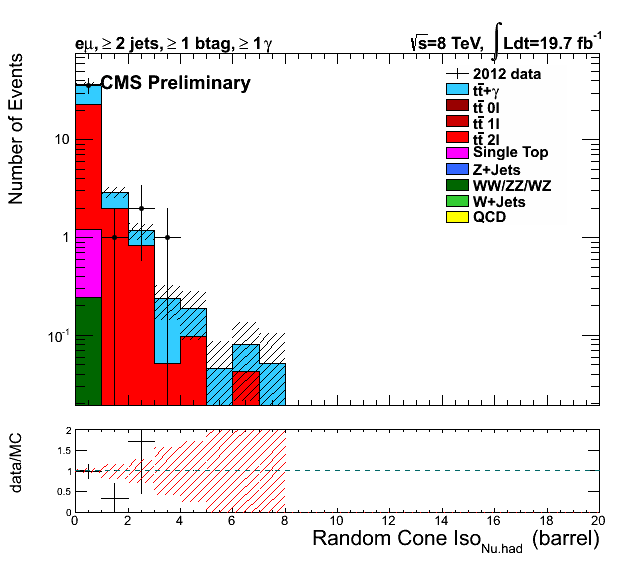 eμ, ≥ 2 jets, ≥ 1 btag, ≥ 1 γ
√s=8 TeV, ∫ Ldt=19.7 fb⁻¹
CMS Preliminary
Number of Events
10
1
10⁻¹
2012 data
tt̄+γ
tt̄ 0l
tt̄ 1l
tt̄ 2l
Single Top
Z+Jets
WW/ZZ/WZ
W+Jets
QCD
data/MC
2
1.5
1
0.5
0
0 2 4 6 8 10 12 14 16 18 20
Random Cone Iso_Nu.had (barrel)